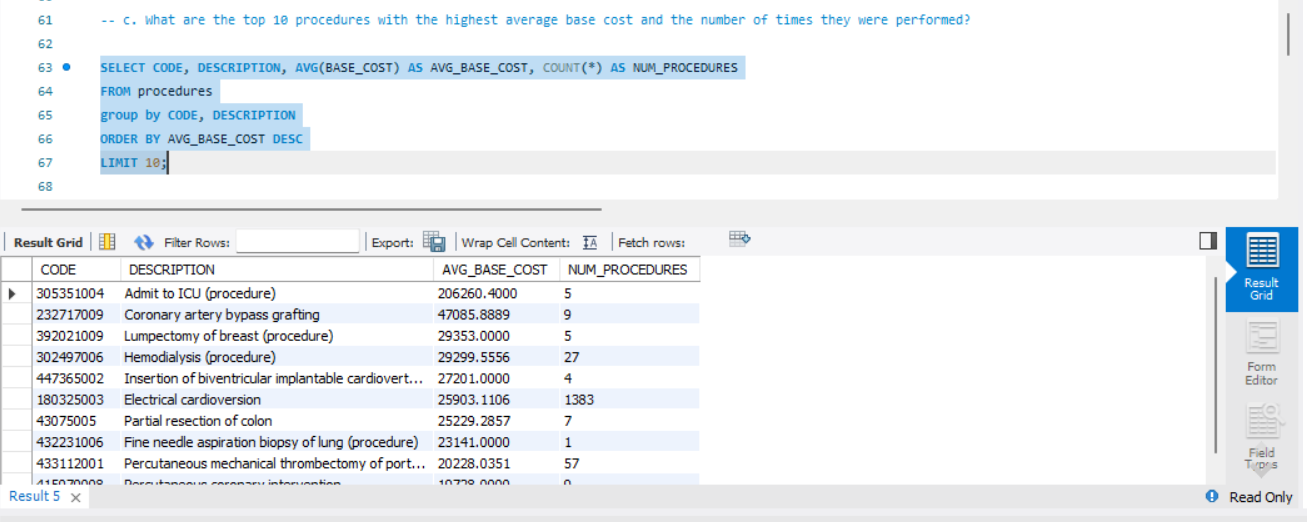 61 -- c. What are the top 10 procedures with the highest average base cost and the number of times they were performed?
62
63 SELECT CODE, DESCRIPTION, AVG(BASE_COST) AS AVG_BASE_COST, COUNT(*) AS NUM_PROCEDURES
64 FROM procedures
65 group by CODE, DESCRIPTION
66 ORDER BY AVG_BASE_COST DESC
67 LIMIT 10;
68
Result Grid Filter Rows: Export: Wrap Cell Content: Fetch rows:
CODE DESCRIPTION AVG_BASE_COST NUM_PROCEDURES
305351004 Admit to ICU (procedure) 206260.4000 5
232717009 Coronary artery bypass grafting 47085.8889 9
392021009 Lumpectomy of breast (procedure) 29353.0000 5
302497006 Hemodialysis (procedure) 29299.5556 27
447365002 Insertion of biventricular implantable cardiovert... 27201.0000 4
180325003 Electrical cardioversion 25903.1106 1383
43075005 Partial resection of colon 25229.2857 7
432231006 Fine needle aspiration biopsy of lung (procedure) 23141.0000 1
433112001 Percutaneous mechanical thrombectomy of port... 20228.0351 57
Percutaneous coronary intervention
Result
Grid
Form
Editor
Field
Types
Result 5
Read Only